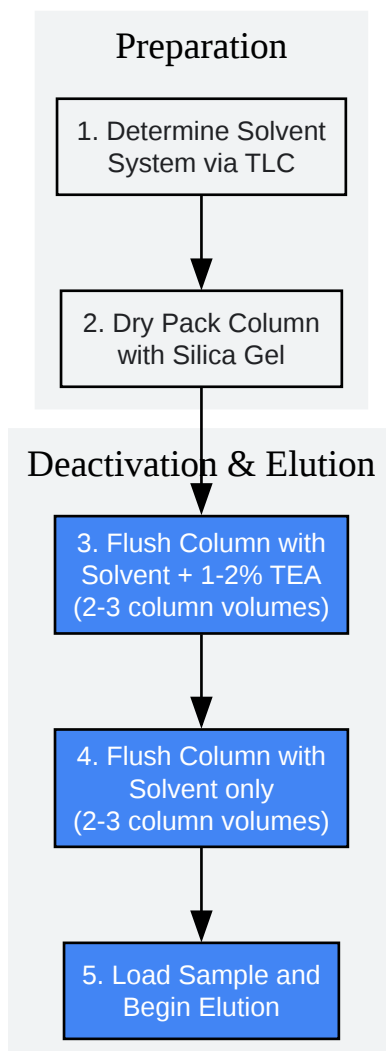 Preparation
1. Determine Solvent
System via TLC
2. Dry Pack Column
with Silica Gel
Deactivation & Elution
3. Flush Column with
Solvent + 1-2% TEA
(2-3 column volumes)
4. Flush Column with
Solvent only
(2-3 column volumes)
5. Load Sample and
Begin Elution